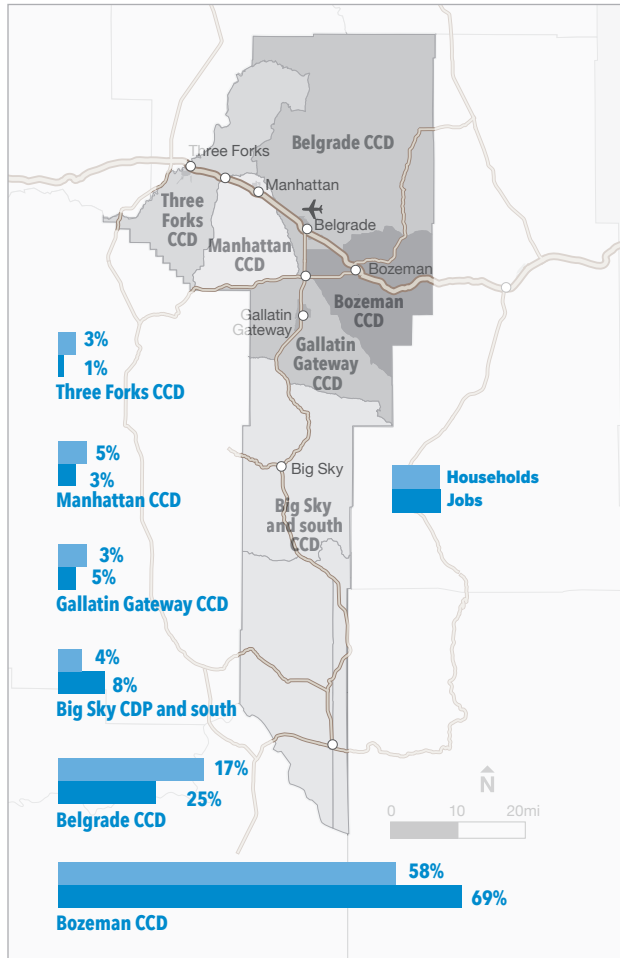 Belgrade CCD
Three Forks
Manhattan
Three
Forks
CCD
Belgrade
Manhattan
CCD
Bozeman
Bozeman
CCD
Gallatin
Gateway
Gallatin
Gateway
CCD
3%
1%
Three Forks CCD
5%
3%
Manhattan CCD
Big Sky
Households
Jobs
Big Sky
and south
CCD
3%
5%
Gallatin Gateway CCD
4%
8%
Big Sky CDP and south
17%
25%
Belgrade CCD
N
0 10 20mi
58%
69%
Bozeman CCD